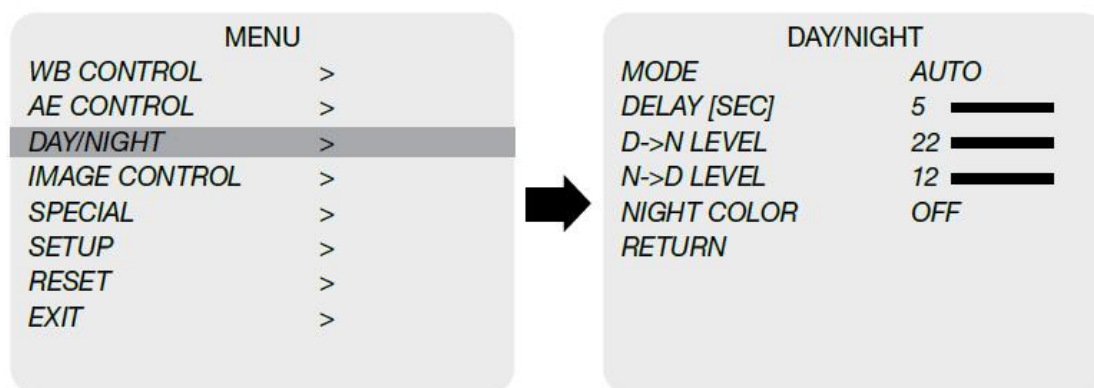 MENU
WB CONTROL >
AE CONTROL >
DAY/NIGHT >
IMAGE CONTROL >
SPECIAL >
SETUP >
RESET >
EXIT >
DAY/NIGHT
MODE AUTO
DELAY [SEC] 5
D->N LEVEL 22
N->D LEVEL 12
NIGHT COLOR OFF
RETURN